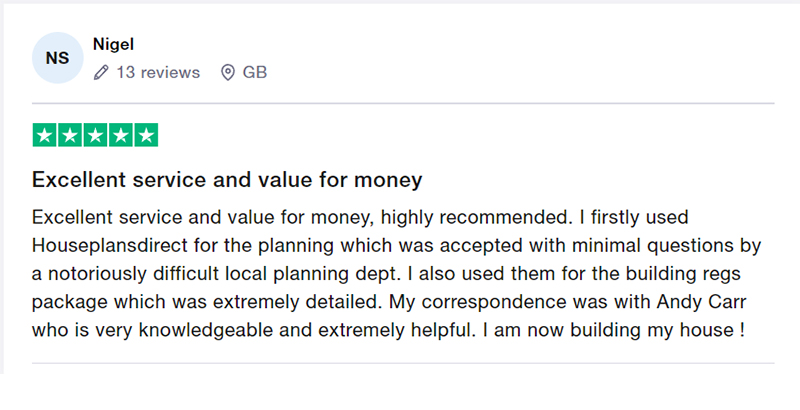 NS
Nigel
13 reviews GB
Excellent service and value for money
Excellent service and value for money, highly recommended. I firstly used
Houseplansdirect for the planning which was accepted with minimal questions by
a notoriously difficult local planning dept. I also used them for the building regs
package which was extremely detailed. My correspondence was with Andy Carr
who is very knowledgeable and extremely helpful. I am now building my house !